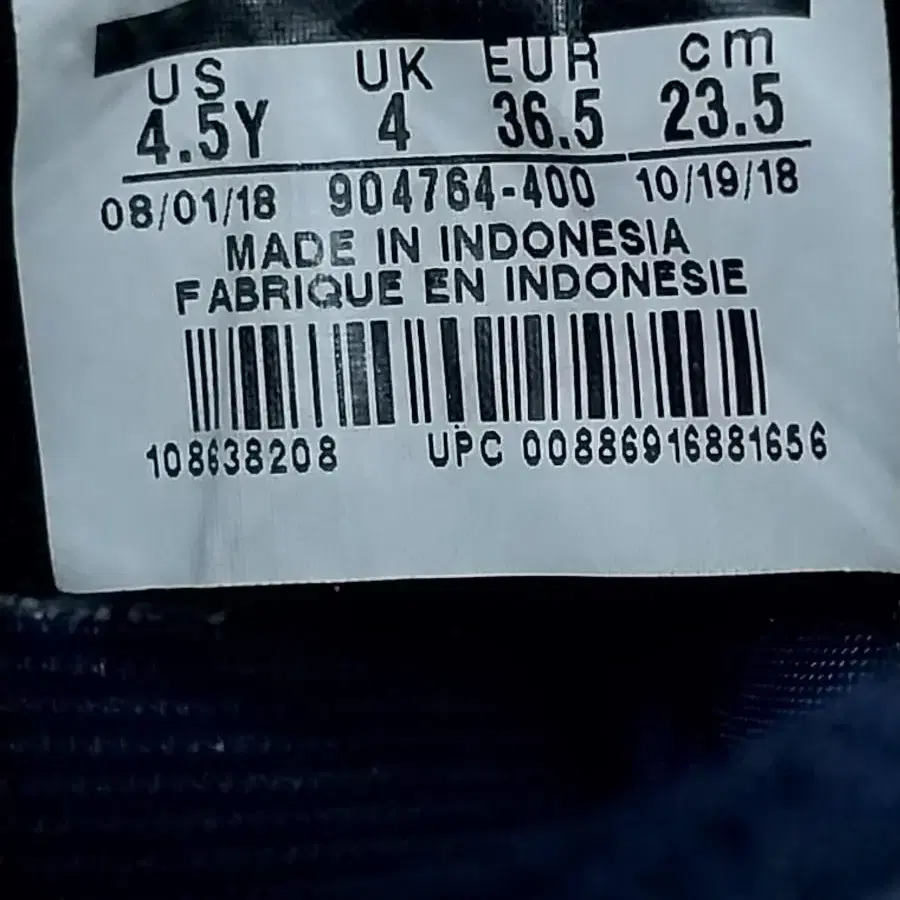 US UK EUR cm
4.5Y 4 36.5 23.5
08/01/18 904764-400 10/19/18
MADE IN INDONESIA
FABRIQUE EN INDONESIE
108638208 UPC 00886916881656